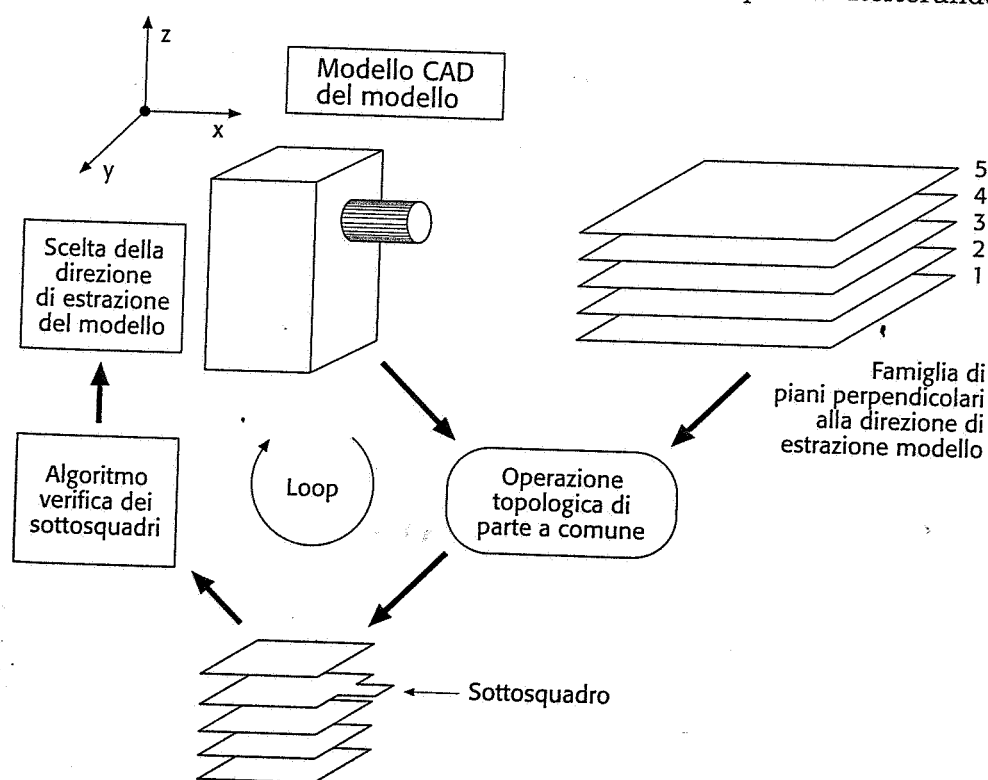 z
x
y
Modello CAD
del modello
5
4
3
2
1
Scelta della
direzione
di estrazione
del modello
Famiglia di
piani perpendicolari
alla direzione di
estrazione modello
Algoritmo
verifica dei
sottosquadri
Loop
Operazione
topologica di
parte a comune
Sottosquadro